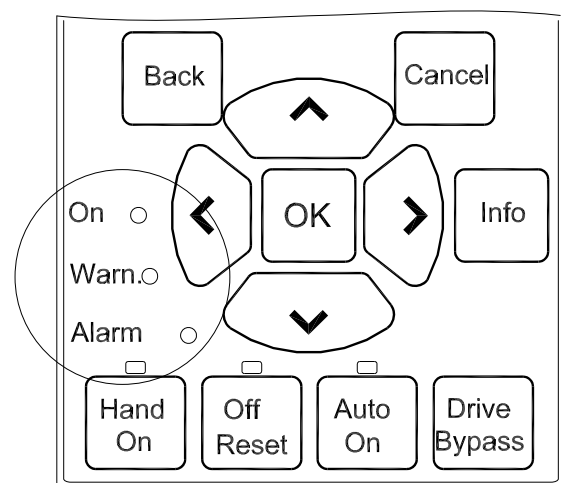 Back
Cancel
On
OK
Info
Warn.
Alarm
Hand
On
Off
Reset
Auto
On
Drive
Bypass